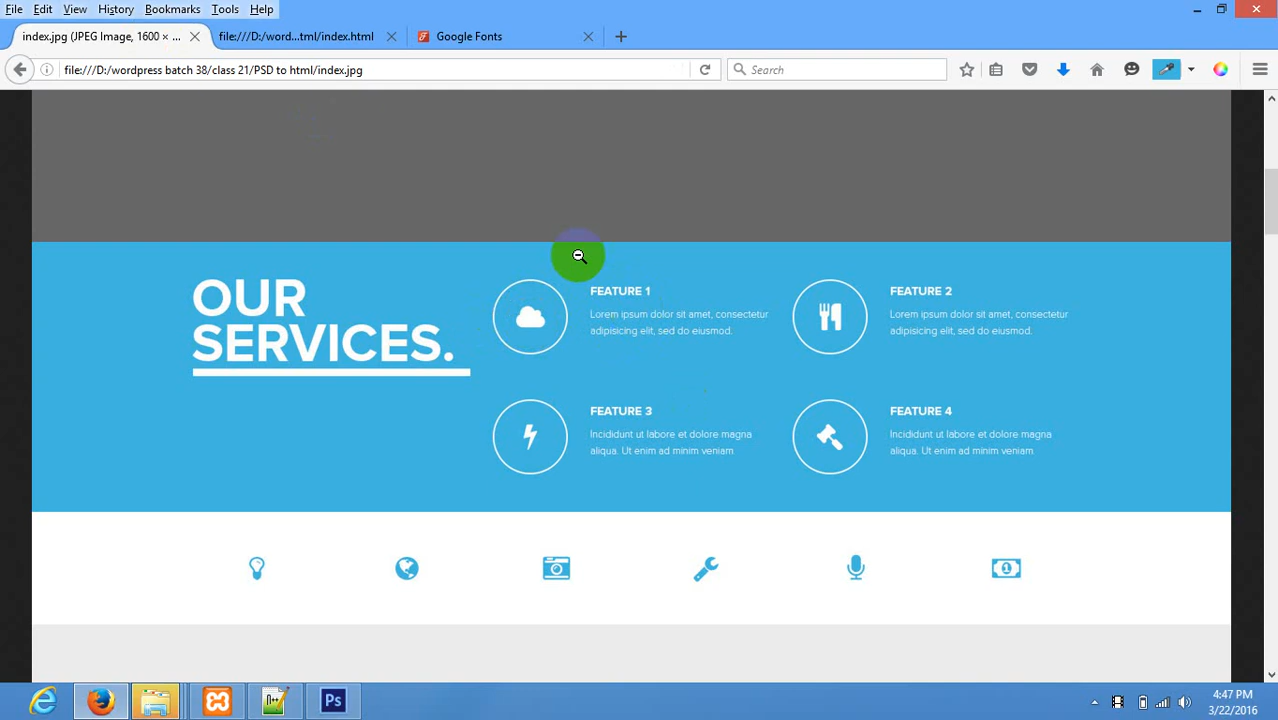 File Edit View History Bookmarks Tools Help
index.jpg (JPEG Image, 1600 × ... file:///D:/word...tml/index.html Google Fonts
file:///D:/wordpress batch 38/class 21/PSD to html/index.jpg Search
OUR
SERVICES.
FEATURE 1
Lorem ipsum dolor sit amet, consectetur
adipisicing elit, sed do eiusmod.
FEATURE 2
Lorem ipsum dolor sit amet, consectetur
adipisicing elit, sed do eiusmod.
FEATURE 3
Incididunt ut labore et dolore magna
aliqua. Ut enim ad minim veniam
FEATURE 4
Incididunt ut labore et dolore magna
aliqua. Ut enim ad minim veniam
1
Ps
4:47 PM
3/22/2016